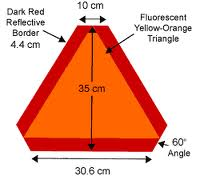 10 cm
Dark Red
Reflective
Border
4.4 cm
Fluorescent
Yellow-Orange
Triangle
35 cm
60°
Angle
30.6 cm